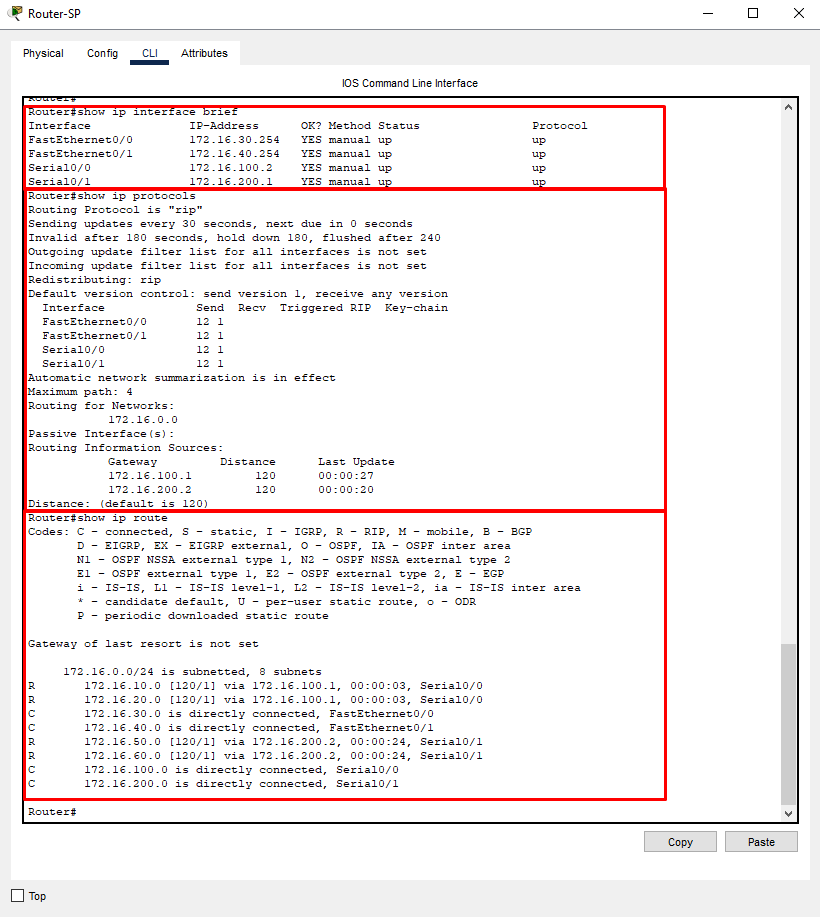 Router-SP
Physical Config CLI Attributes
IOS Command Line Interface
Router#
Router#show ip interface brief
Interface IP-Address OK? Method Status Protocol
FastEthernet0/0 172.16.30.254 YES manual up up
FastEthernet0/1 172.16.40.254 YES manual up up
Serial0/0 172.16.100.2 YES manual up up
Serial0/1 172.16.200.1 YES manual up up
Router#show ip protocols
Routing Protocol is "rip"
Sending updates every 30 seconds, next due in 0 seconds
Invalid after 180 seconds, hold down 180, flushed after 240
Outgoing update filter list for all interfaces is not set
Incoming update filter list for all interfaces is not set
Redistributing: rip
Default version control: send version 1, receive any version
Interface Send Recv Triggered RIP Key-chain
FastEthernet0/0 12 1
FastEthernet0/1 12 1
Serial0/0 12 1
Serial0/1 12 1
Automatic network summarization is in effect
Maximum path: 4
Routing for Networks:
172.16.0.0
Passive Interface(s):
Routing Information Sources:
Gateway Distance Last Update
172.16.100.1 120 00:00:27
172.16.200.2 120 00:00:20
Distance: (default is 120)
Router#show ip route
Codes: C - connected, S - static, I - IGRP, R - RIP, M - mobile, B - BGP
D - EIGRP, EX - EIGRP external, O - OSPF, IA - OSPF inter area
N1 - OSPF NSSA external type 1, N2 - OSPF NSSA external type 2
E1 - OSPF external type 1, E2 - OSPF external type 2, E - EGP
i - IS-IS, L1 - IS-IS level-1, L2 - IS-IS level-2, ia - IS-IS inter area
* - candidate default, U - per-user static route, o - ODR
P - periodic downloaded static route
Gateway of last resort is not set
172.16.0.0/24 is subnetted, 8 subnets
R 172.16.10.0 [120/1] via 172.16.100.1, 00:00:03, Serial0/0
R 172.16.20.0 [120/1] via 172.16.100.1, 00:00:03, Serial0/0
C 172.16.30.0 is directly connected, FastEthernet0/0
C 172.16.40.0 is directly connected, FastEthernet0/1
R 172.16.50.0 [120/1] via 172.16.200.2, 00:00:24, Serial0/1
R 172.16.60.0 [120/1] via 172.16.200.2, 00:00:24, Serial0/1
C 172.16.100.0 is directly connected, Serial0/0
C 172.16.200.0 is directly connected, Serial0/1
Router#
Copy Paste
Top